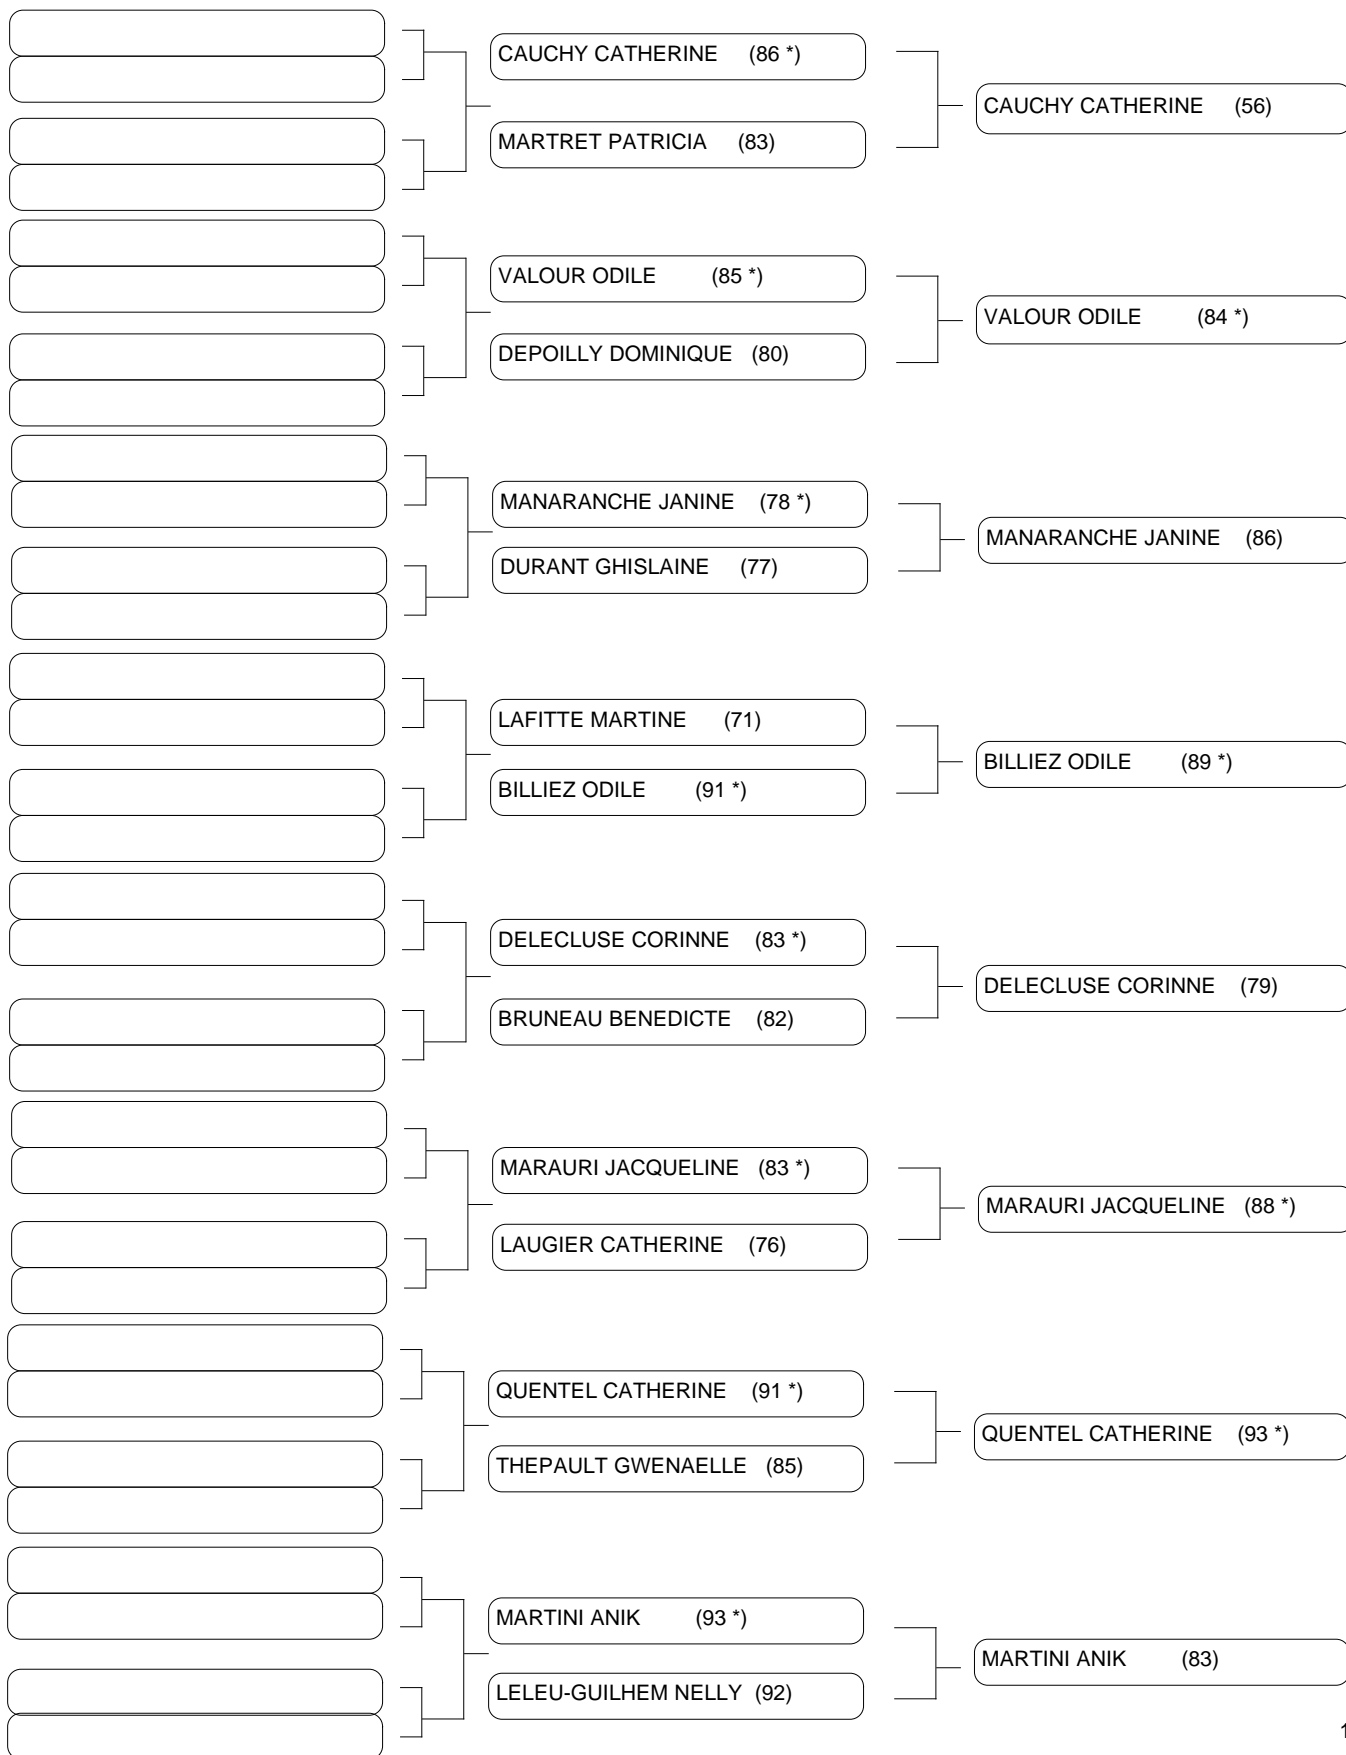 CAUCHY CATHERINE (86 *)
MARTRET PATRICIA (83)
CAUCHY CATHERINE (56)
VALOUR ODILE (85 *)
DEPOILLY DOMINIQUE (80)
VALOUR ODILE (84 *)
MANARANCHE JANINE (78 *)
DURANT GHISLAINE (77)
MANARANCHE JANINE (86)
LAFITTE MARTINE (71)
BILLIEZ ODILE (91 *)
BILLIEZ ODILE (89 *)
DELECLUSE CORINNE (83 *)
BRUNEAU BENEDICTE (82)
DELECLUSE CORINNE (79)
MARAURI JACQUELINE (83 *)
LAUGIER CATHERINE (76)
MARAURI JACQUELINE (88 *)
QUENTEL CATHERINE (91 *)
THEPAULT GWENAELLE (85)
QUENTEL CATHERINE (93 *)
MARTINI ANIK (93 *)
LELEU-GUILHEM NELLY (92)
MARTINI ANIK (83)
1